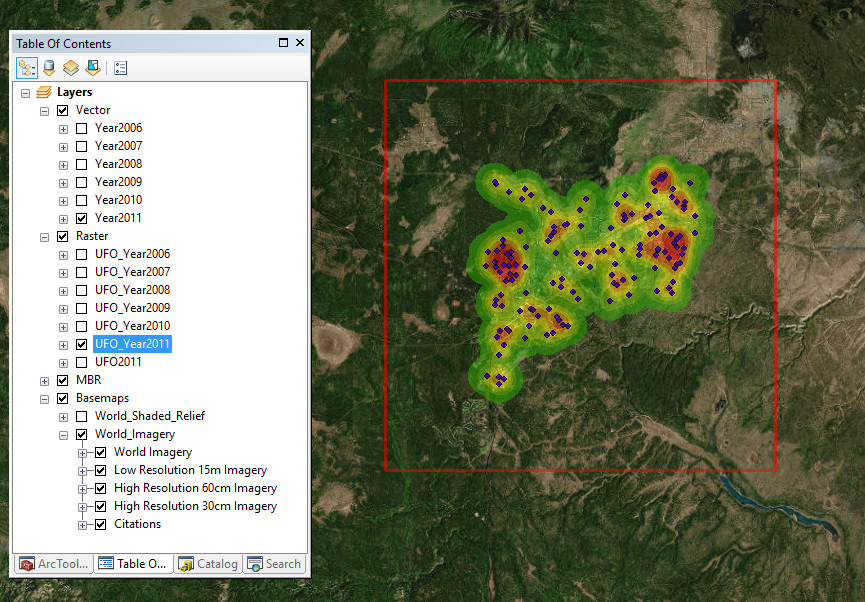 Table Of Contents
Layers
Vector
Year2006
Year2007
Year2008
Year2009
Year2010
Year2011
Raster
UFO_Year2006
UFO_Year2007
UFO_Year2008
UFO_Year2009
UFO_Year2010
UFO_Year2011
UFO2011
MBR
Basemaps
World_Shaded_Relief
World_Imagery
World Imagery
Low Resolution 15m Imagery
High Resolution 60cm Imagery
High Resolution 30cm Imagery
Citations
ArcTool... Table O... Catalog Search